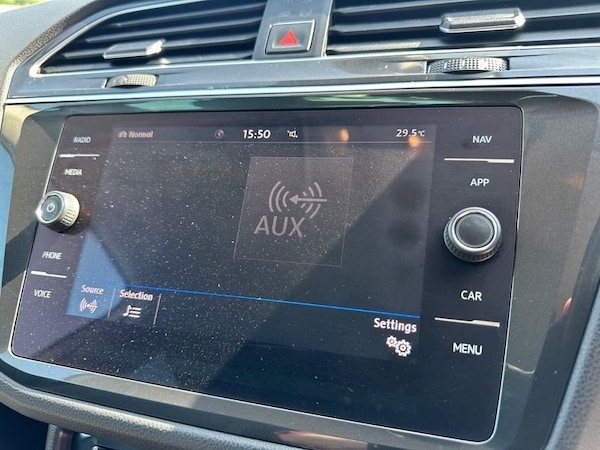 RADIO
MEDIA
PHONE
VOICE
Normal
15:50
29.5°C
AUX
Source
Selection
Settings
NAV
APP
CAR
MENU